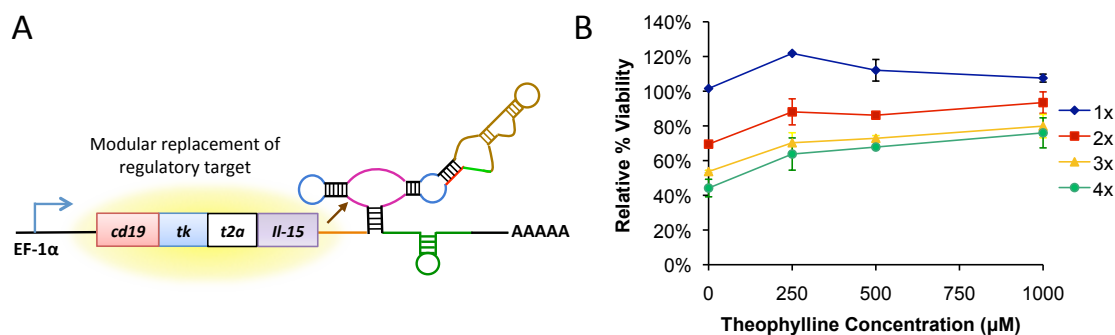 A
Modular replacement of
regulatory target
EF-1α
cd19 tk t2a Il-15
AAAAA
B
Relative % Viability
140%
120%
100%
80%
60%
40%
20%
0%
0 250 500 750 1000
Theophylline Concentration (µM)
1x
2x
3x
4x